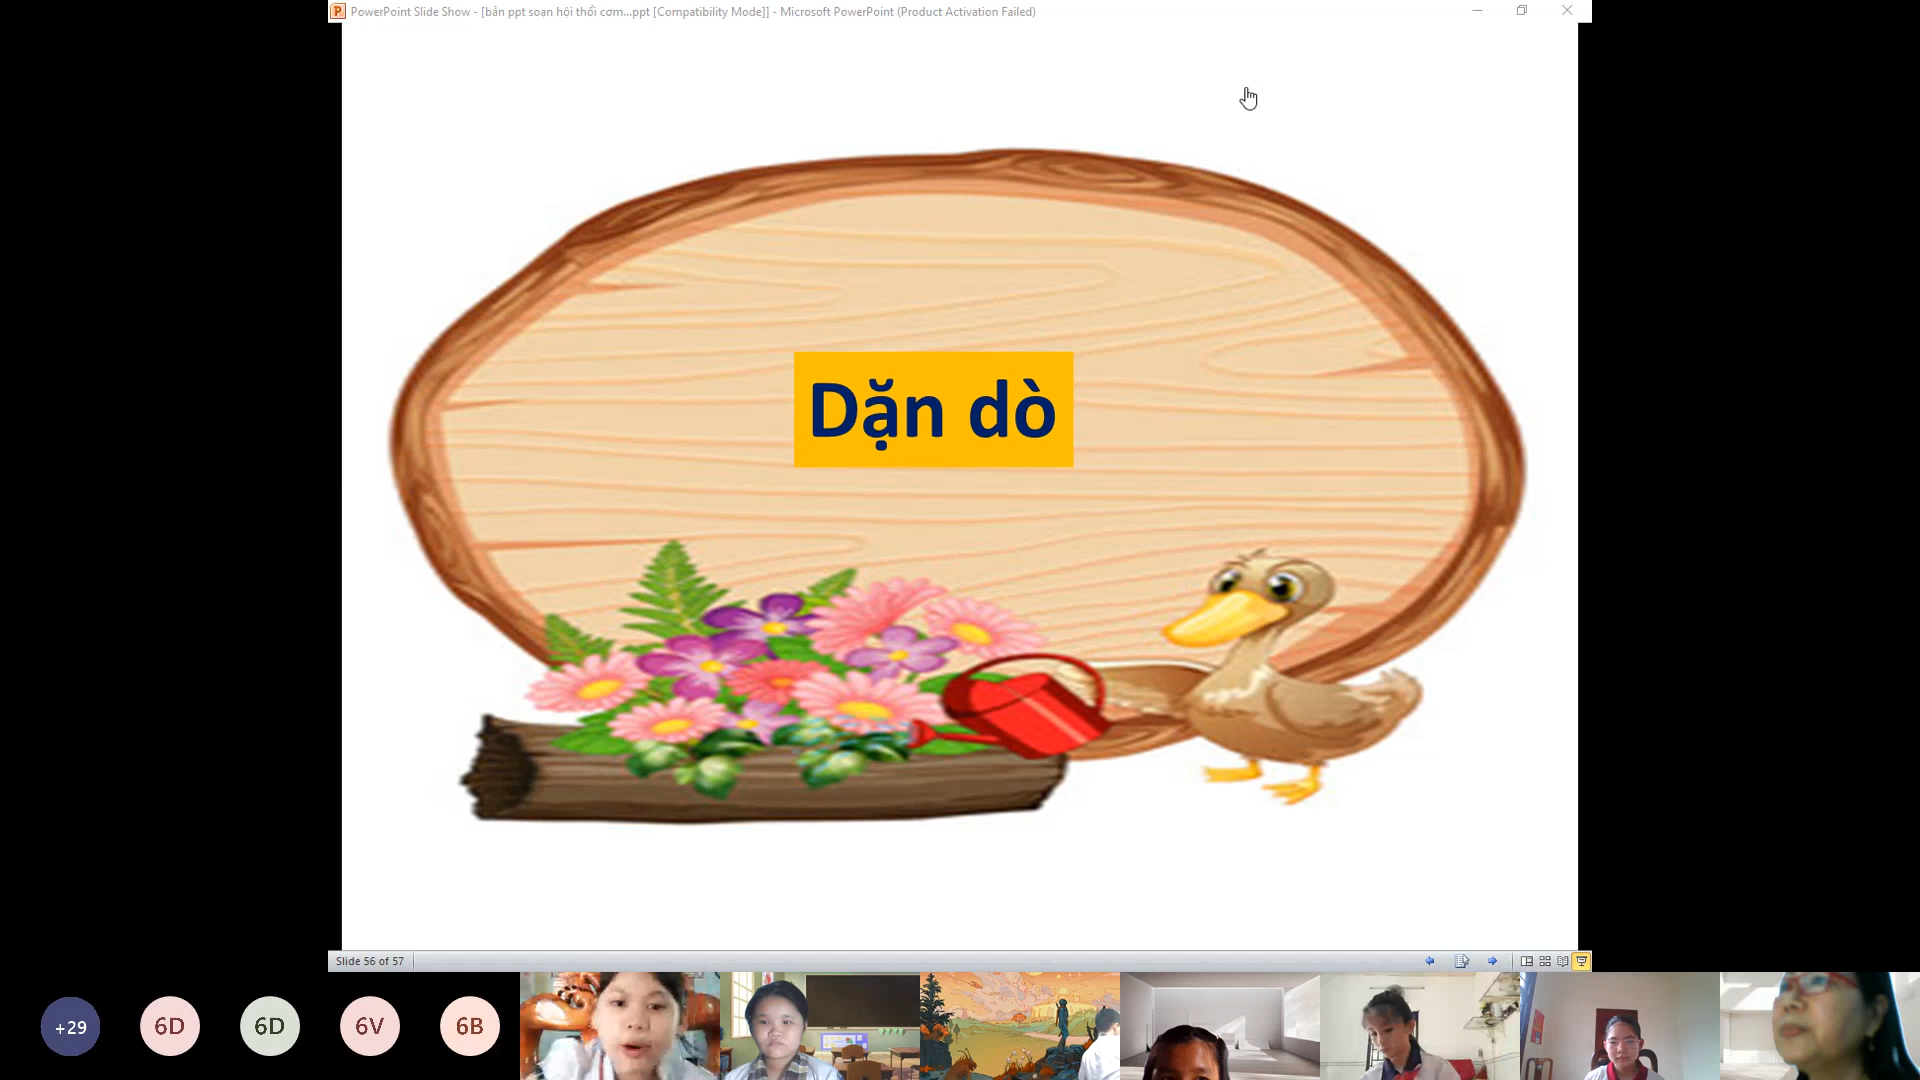 PowerPoint Slide Show - [bản ppt soạn hội thổi cơm...ppt [Compatibility Mode]] - Microsoft PowerPoint (Product Activation Failed)
Dặn dò
Slide 56 of 57
+29
6D
6D
6V
6B